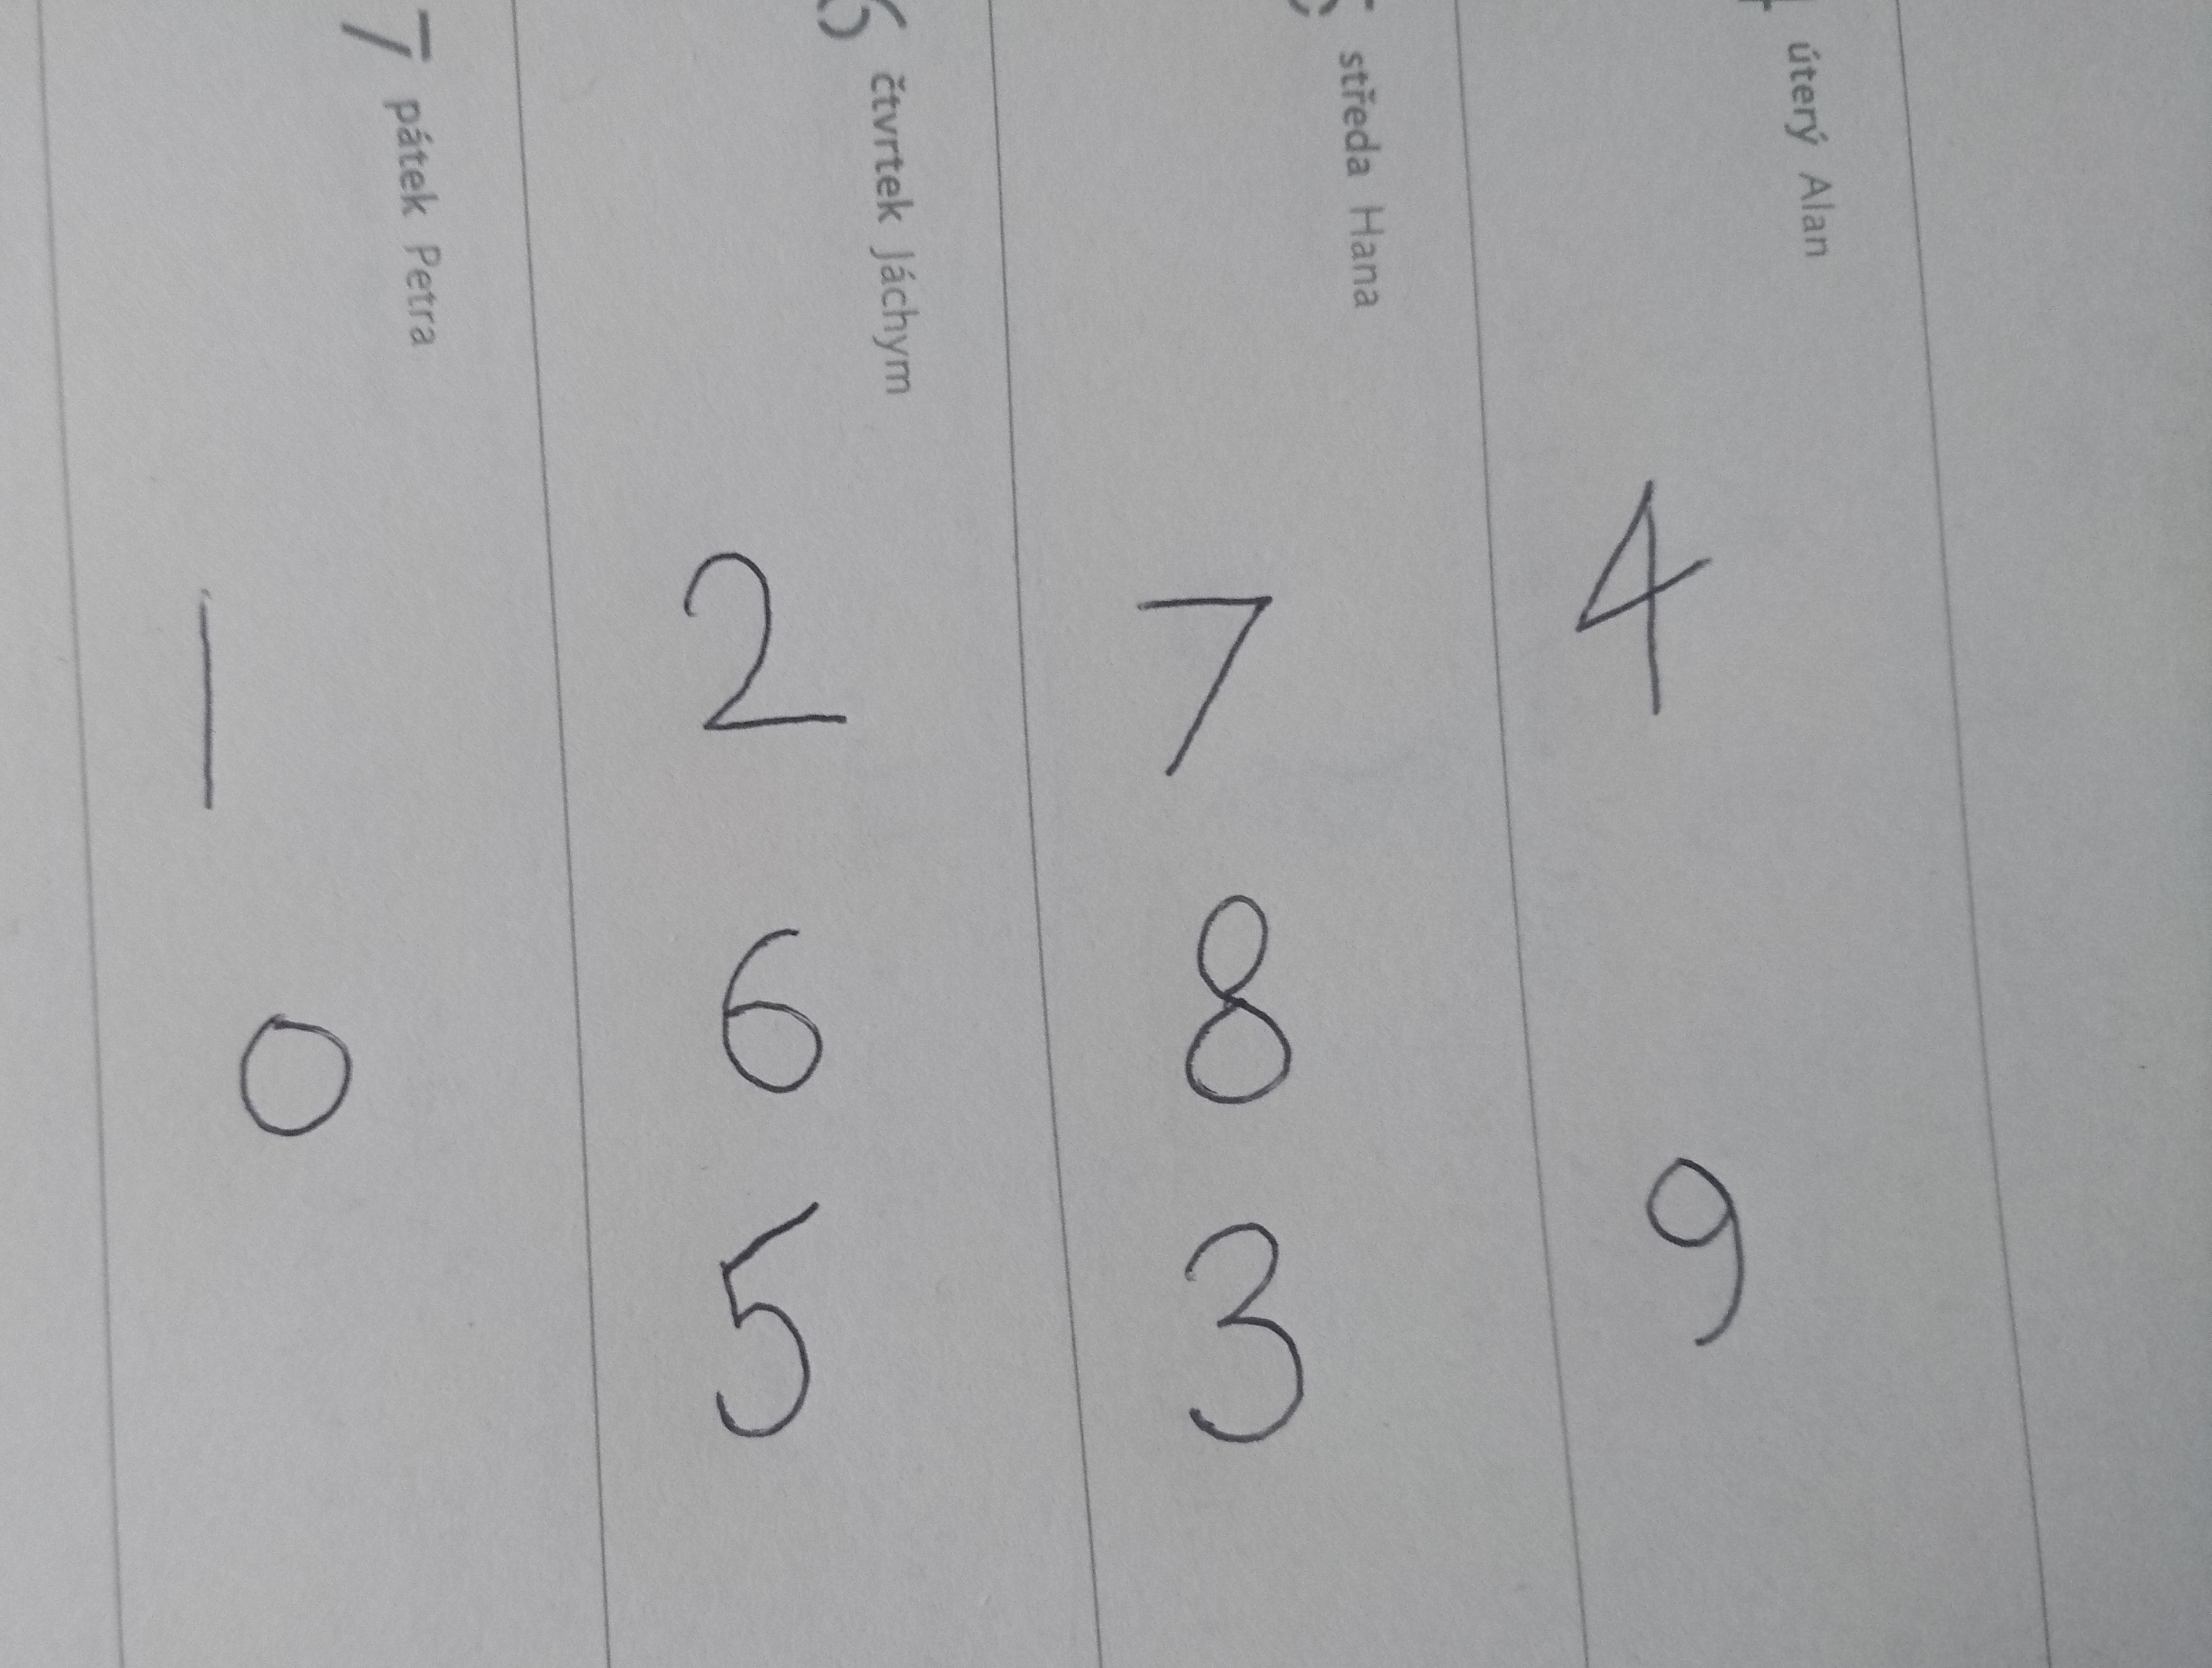 úterý Alan
středa Hana
čtvrtek Jáchym
7 pátek Petra
1 2 7 4
0 6 8 9
5 3